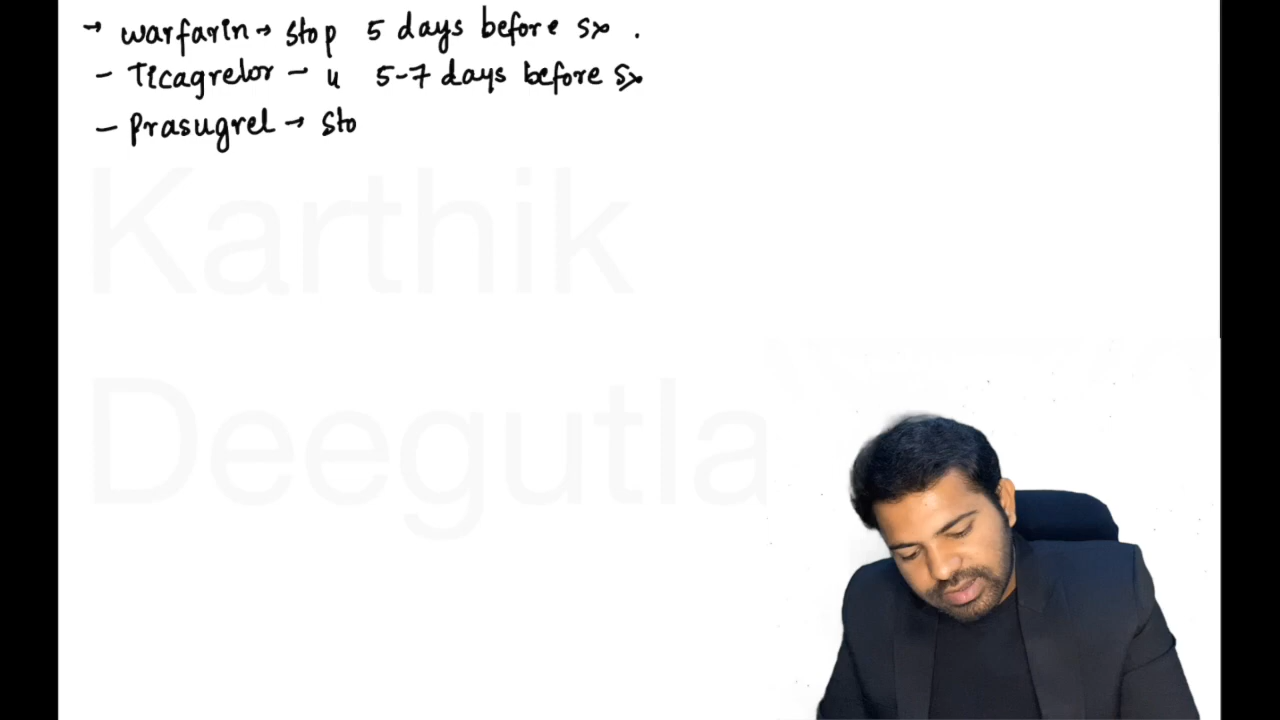 → warfarin → stop 5 days before sx .
- Ticagrelor - " 5-7 days before sx
- Prasugrel → sto
Karthik
Deegutla